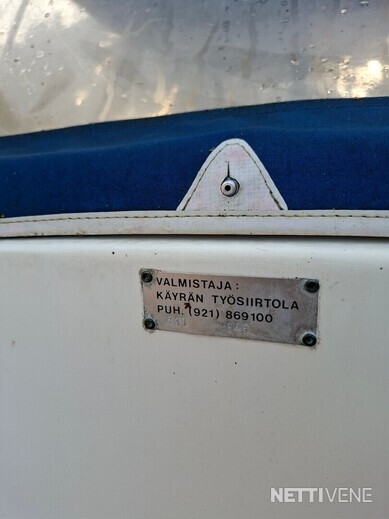 VALMISTAJA:
KÄYRÄN TYÖSIIRTOLA
PUH. (921) 869100
NETTIVENE